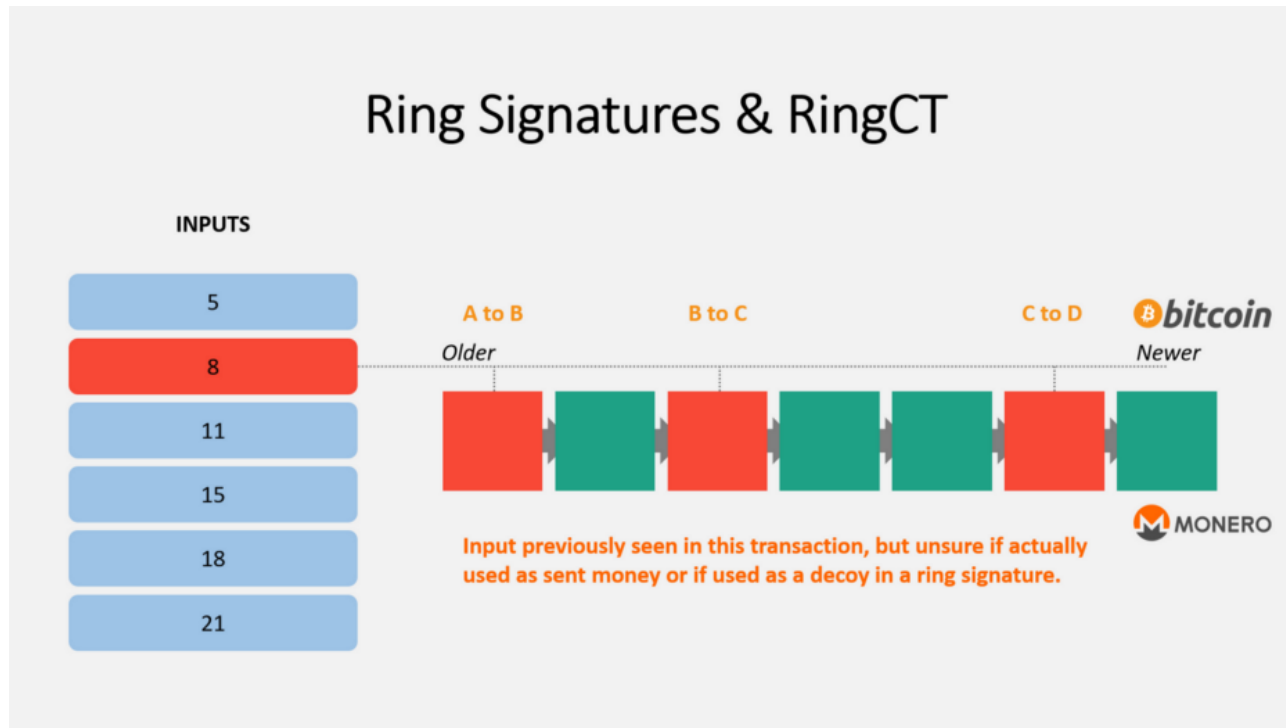 Ring Signatures & RingCT
INPUTS
5
8
11
15
18
21
A to B
B to C
C to D
bitcoin
Older
Newer
MONERO
Input previously seen in this transaction, but unsure if actually
used as sent money or if used as a decoy in a ring signature.